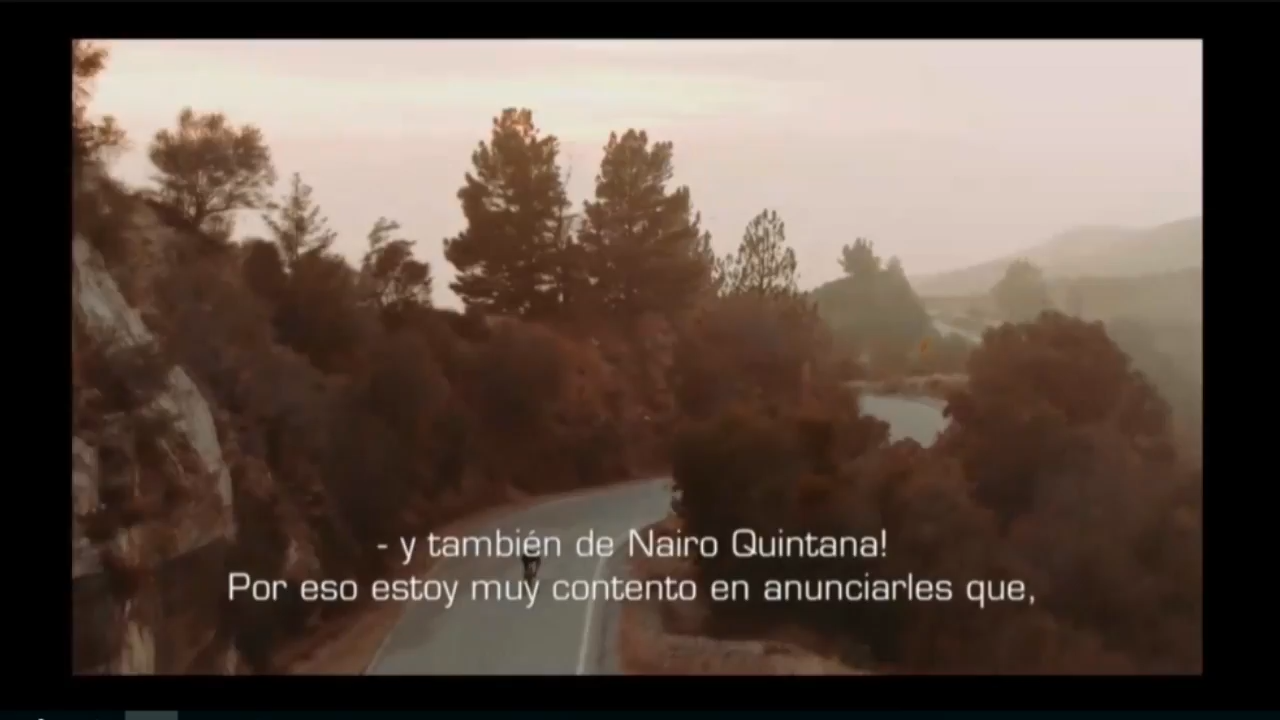 - y también de Nairo Quintana!
Por eso estoy muy contento en anunciarles que,